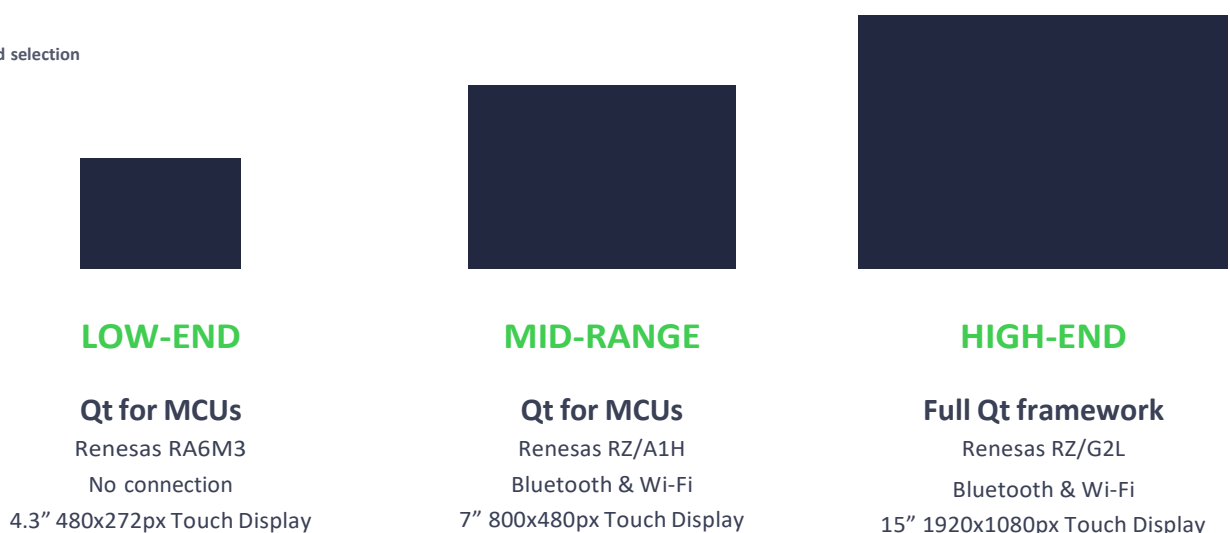 d selection
LOW-END
Qt for MCUs
Renesas RA6M3
No connection
4.3” 480x272px Touch Display
MID-RANGE
Qt for MCUs
Renesas RZ/A1H
Bluetooth & Wi-Fi
7” 800x480px Touch Display
HIGH-END
Full Qt framework
Renesas RZ/G2L
Bluetooth & Wi-Fi
15” 1920x1080px Touch Display